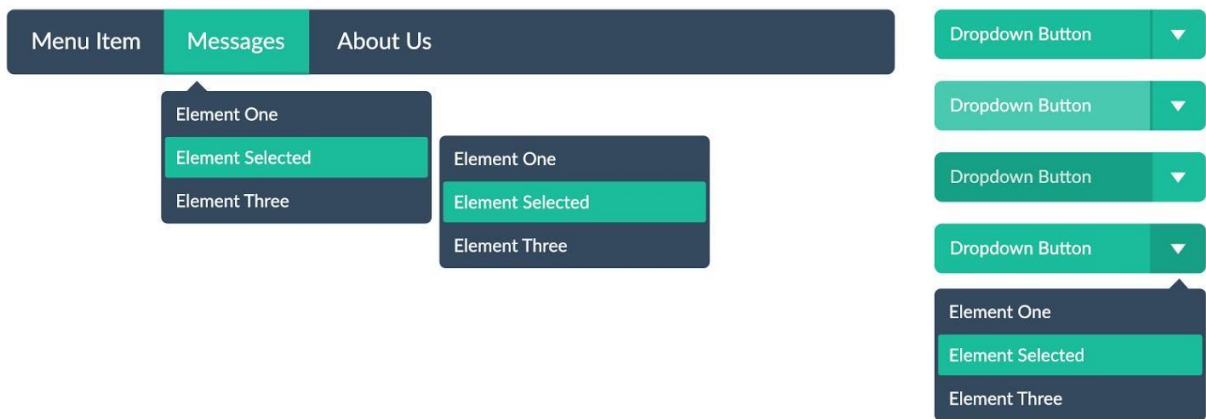 Menu Item
Messages
About Us
Element One
Element Selected
Element Three
Element One
Element Selected
Element Three
Dropdown Button
Dropdown Button
Dropdown Button
Dropdown Button
Element One
Element Selected
Element Three